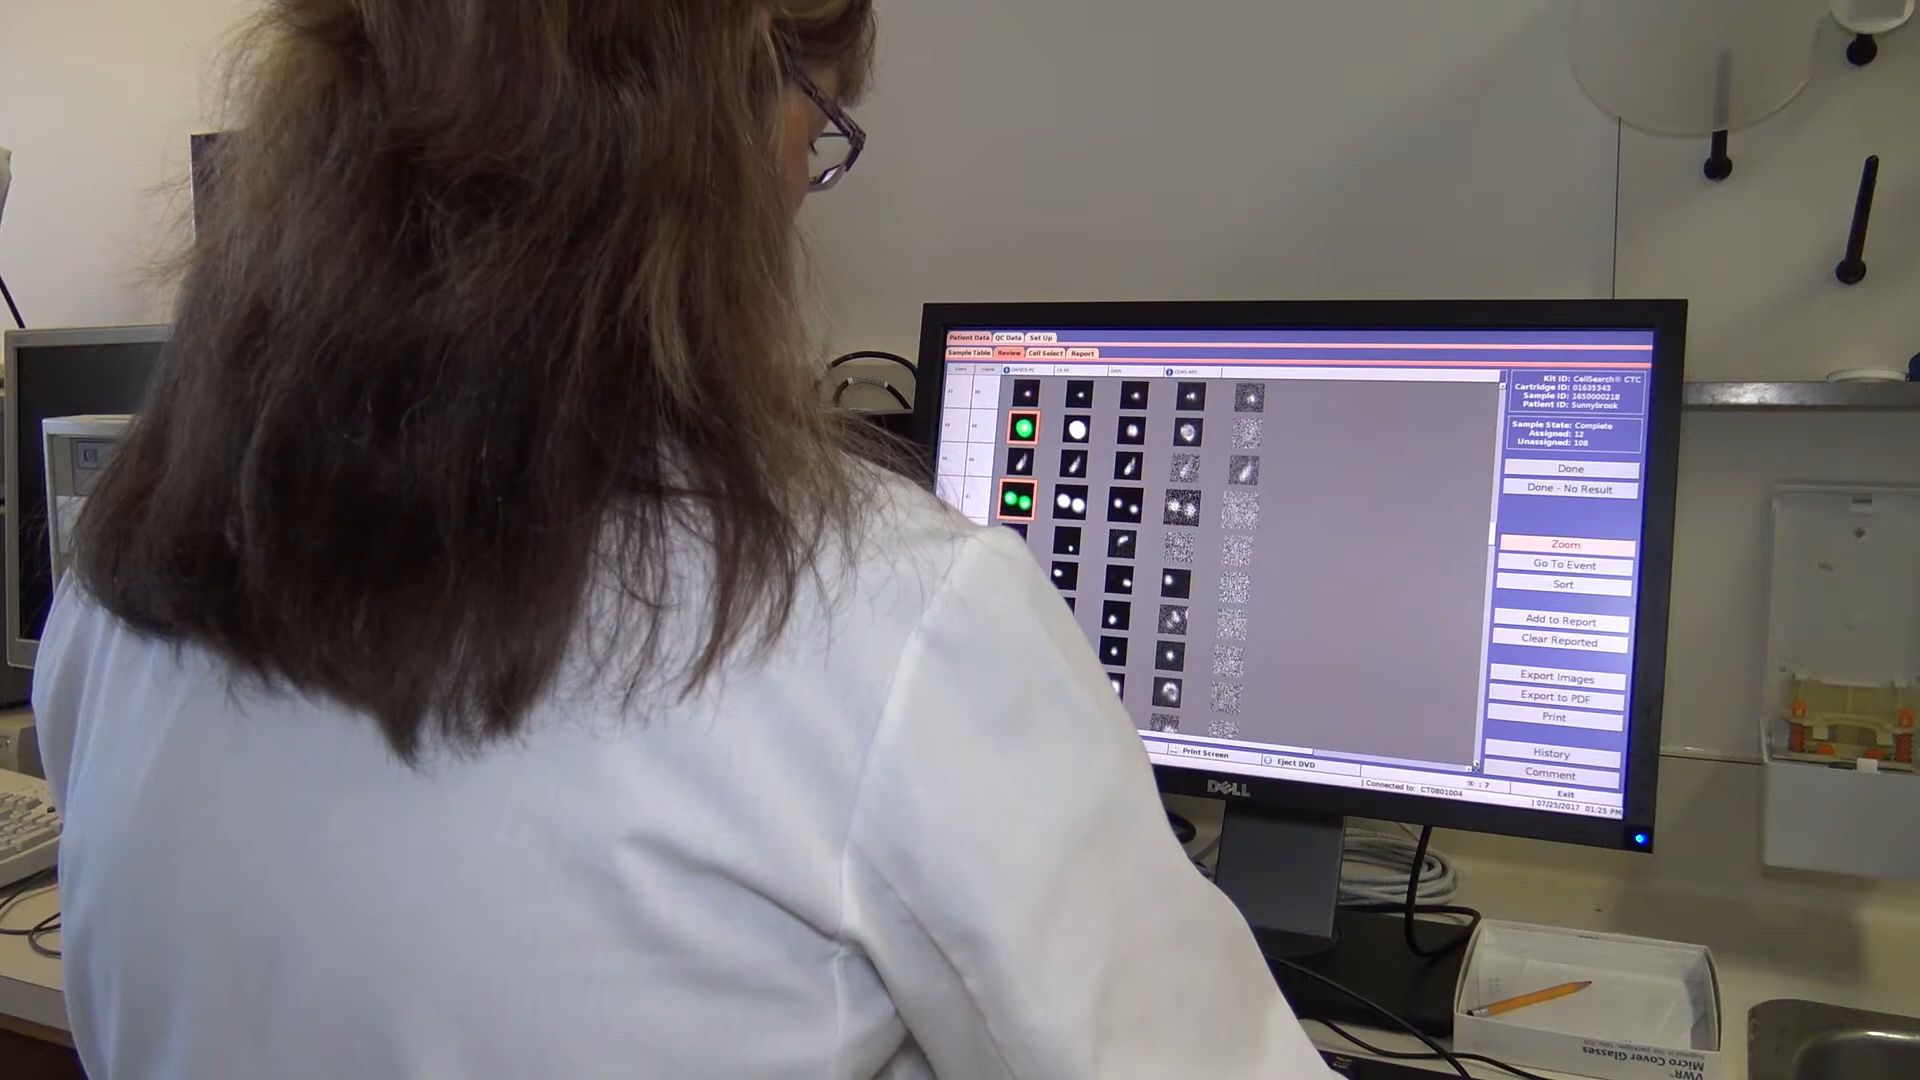 Patient Data QC Data Set Up
Sample Table Review Cell Select Report
Kit ID: CellSearch® CTC
Cartridge ID: 01635343
Sample ID: 1650000218
Patient ID: Sunnybrook
Sample State: Complete
Assigned: 12
Unassigned: 108
Done
Done - No Result
Zoom
Go To Event
Sort
Add to Report
Clear Reported
Export Images
Export to PDF
Print
History
Comment
Exit
Print Screen
Eject DVD
Connected to: CT0801004
07/25/2017 01:25 PM
DELL
VWR
Micro Cover Glasses